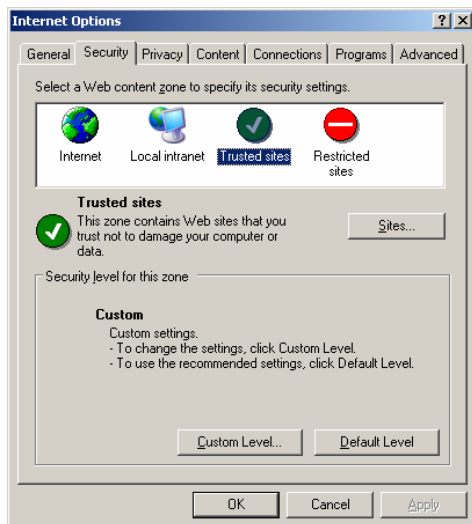 Internet Options
General Security Privacy Content Connections Programs Advanced
Select a Web content zone to specify its security settings.
Internet Local intranet Trusted sites Restricted
sites
Trusted sites
This zone contains Web sites that you
trust not to damage your computer or
data.
Sites...
Security level for this zone
Custom
Custom settings.
- To change the settings, click Custom Level.
- To use the recommended settings, click Default Level.
Custom Level... Default Level
OK Cancel Apply